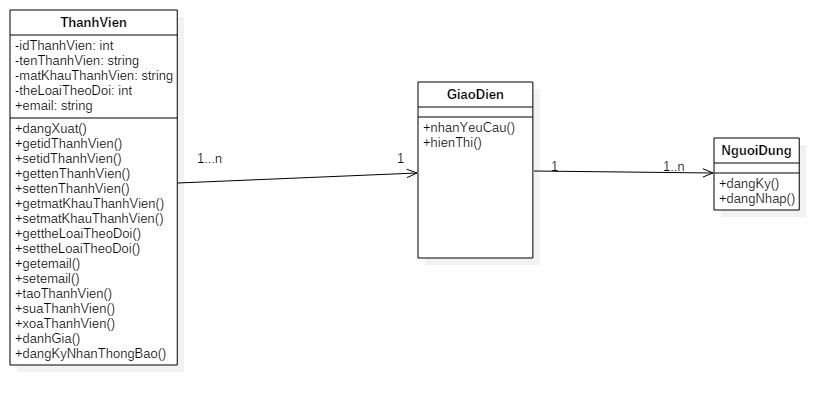 ThanhVien
-idThanhVien: int
-tenThanhVien: string
-matKhauThanhVien: string
-theLoaiTheoDoi: int
+email: string
+dangXuat()
+getidThanhVien()
+setidThanhVien()
+gettenThanhVien()
+settenThanhVien()
+getmatKhauThanhVien()
+setmatKhauThanhVien()
+gettheLoaiTheoDoi()
+settheLoaiTheoDoi()
+getemail()
+setemail()
+taoThanhVien()
+suaThanhVien()
+xoaThanhVien()
+danhGia()
+dangKyNhanThongBao()
1...n
1
GiaoDien
+nhanYeuCau()
+hienThi()
1
1..n
NguoiDung
+dangKy()
+dangNhap()